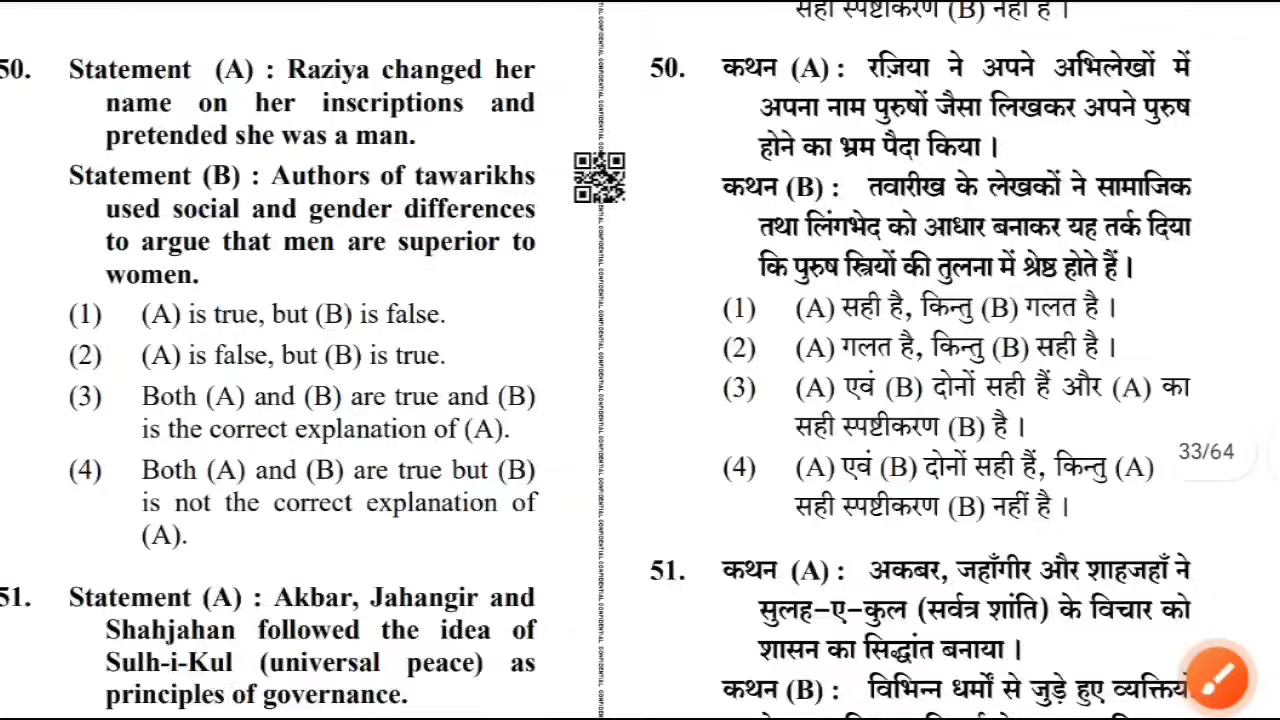 50. Statement (A) : Raziya changed her
name on her inscriptions and
pretended she was a man.
Statement (B) : Authors of tawarikhs
used social and gender differences
to argue that men are superior to
women.
(1) (A) is true, but (B) is false.
(2) (A) is false, but (B) is true.
(3) Both (A) and (B) are true and (B)
is the correct explanation of (A).
(4) Both (A) and (B) are true but (B)
is not the correct explanation of
(A).
51. Statement (A) : Akbar, Jahangir and
Shahjahan followed the idea of
Sulh-i-Kul (universal peace) as
principles of governance.
CONFIDENTIAL CONFIDENTIAL CONFIDENTIAL
सही स्पष्टीकरण (B) नहीं है ।
50. कथन (A) : रज़िया ने अपने अभिलेखों में
अपना नाम पुरुषों जैसा लिखकर अपने पुरुष
होने का भ्रम पैदा किया ।
कथन (B) : तवारीख के लेखकों ने सामाजिक
तथा लिंगभेद को आधार बनाकर यह तर्क दिया
कि पुरुष स्त्रियों की तुलना में श्रेष्ठ होते हैं ।
(1) (A) सही है, किन्तु (B) गलत है ।
(2) (A) गलत है, किन्तु (B) सही है ।
(3) (A) एवं (B) दोनों सही हैं और (A) का
सही स्पष्टीकरण (B) है ।
(4) (A) एवं (B) दोनों सही हैं, किन्तु (A)
सही स्पष्टीकरण (B) नहीं है ।
33/64
51. कथन (A) : अकबर, जहाँगीर और शाहजहाँ ने
सुलह-ए-कुल (सर्वत्र शांति) के विचार को
शासन का सिद्धांत बनाया ।
कथन (B) : विभिन्न धर्मों से जुड़े हुए